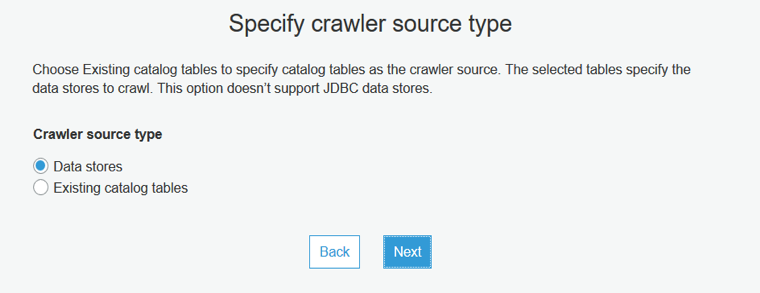 Specify crawler source type
Choose Existing catalog tables to specify catalog tables as the crawler source. The selected tables specify the
data stores to crawl. This option doesn’t support JDBC data stores.
Crawler source type
Data stores
Existing catalog tables
Back Next